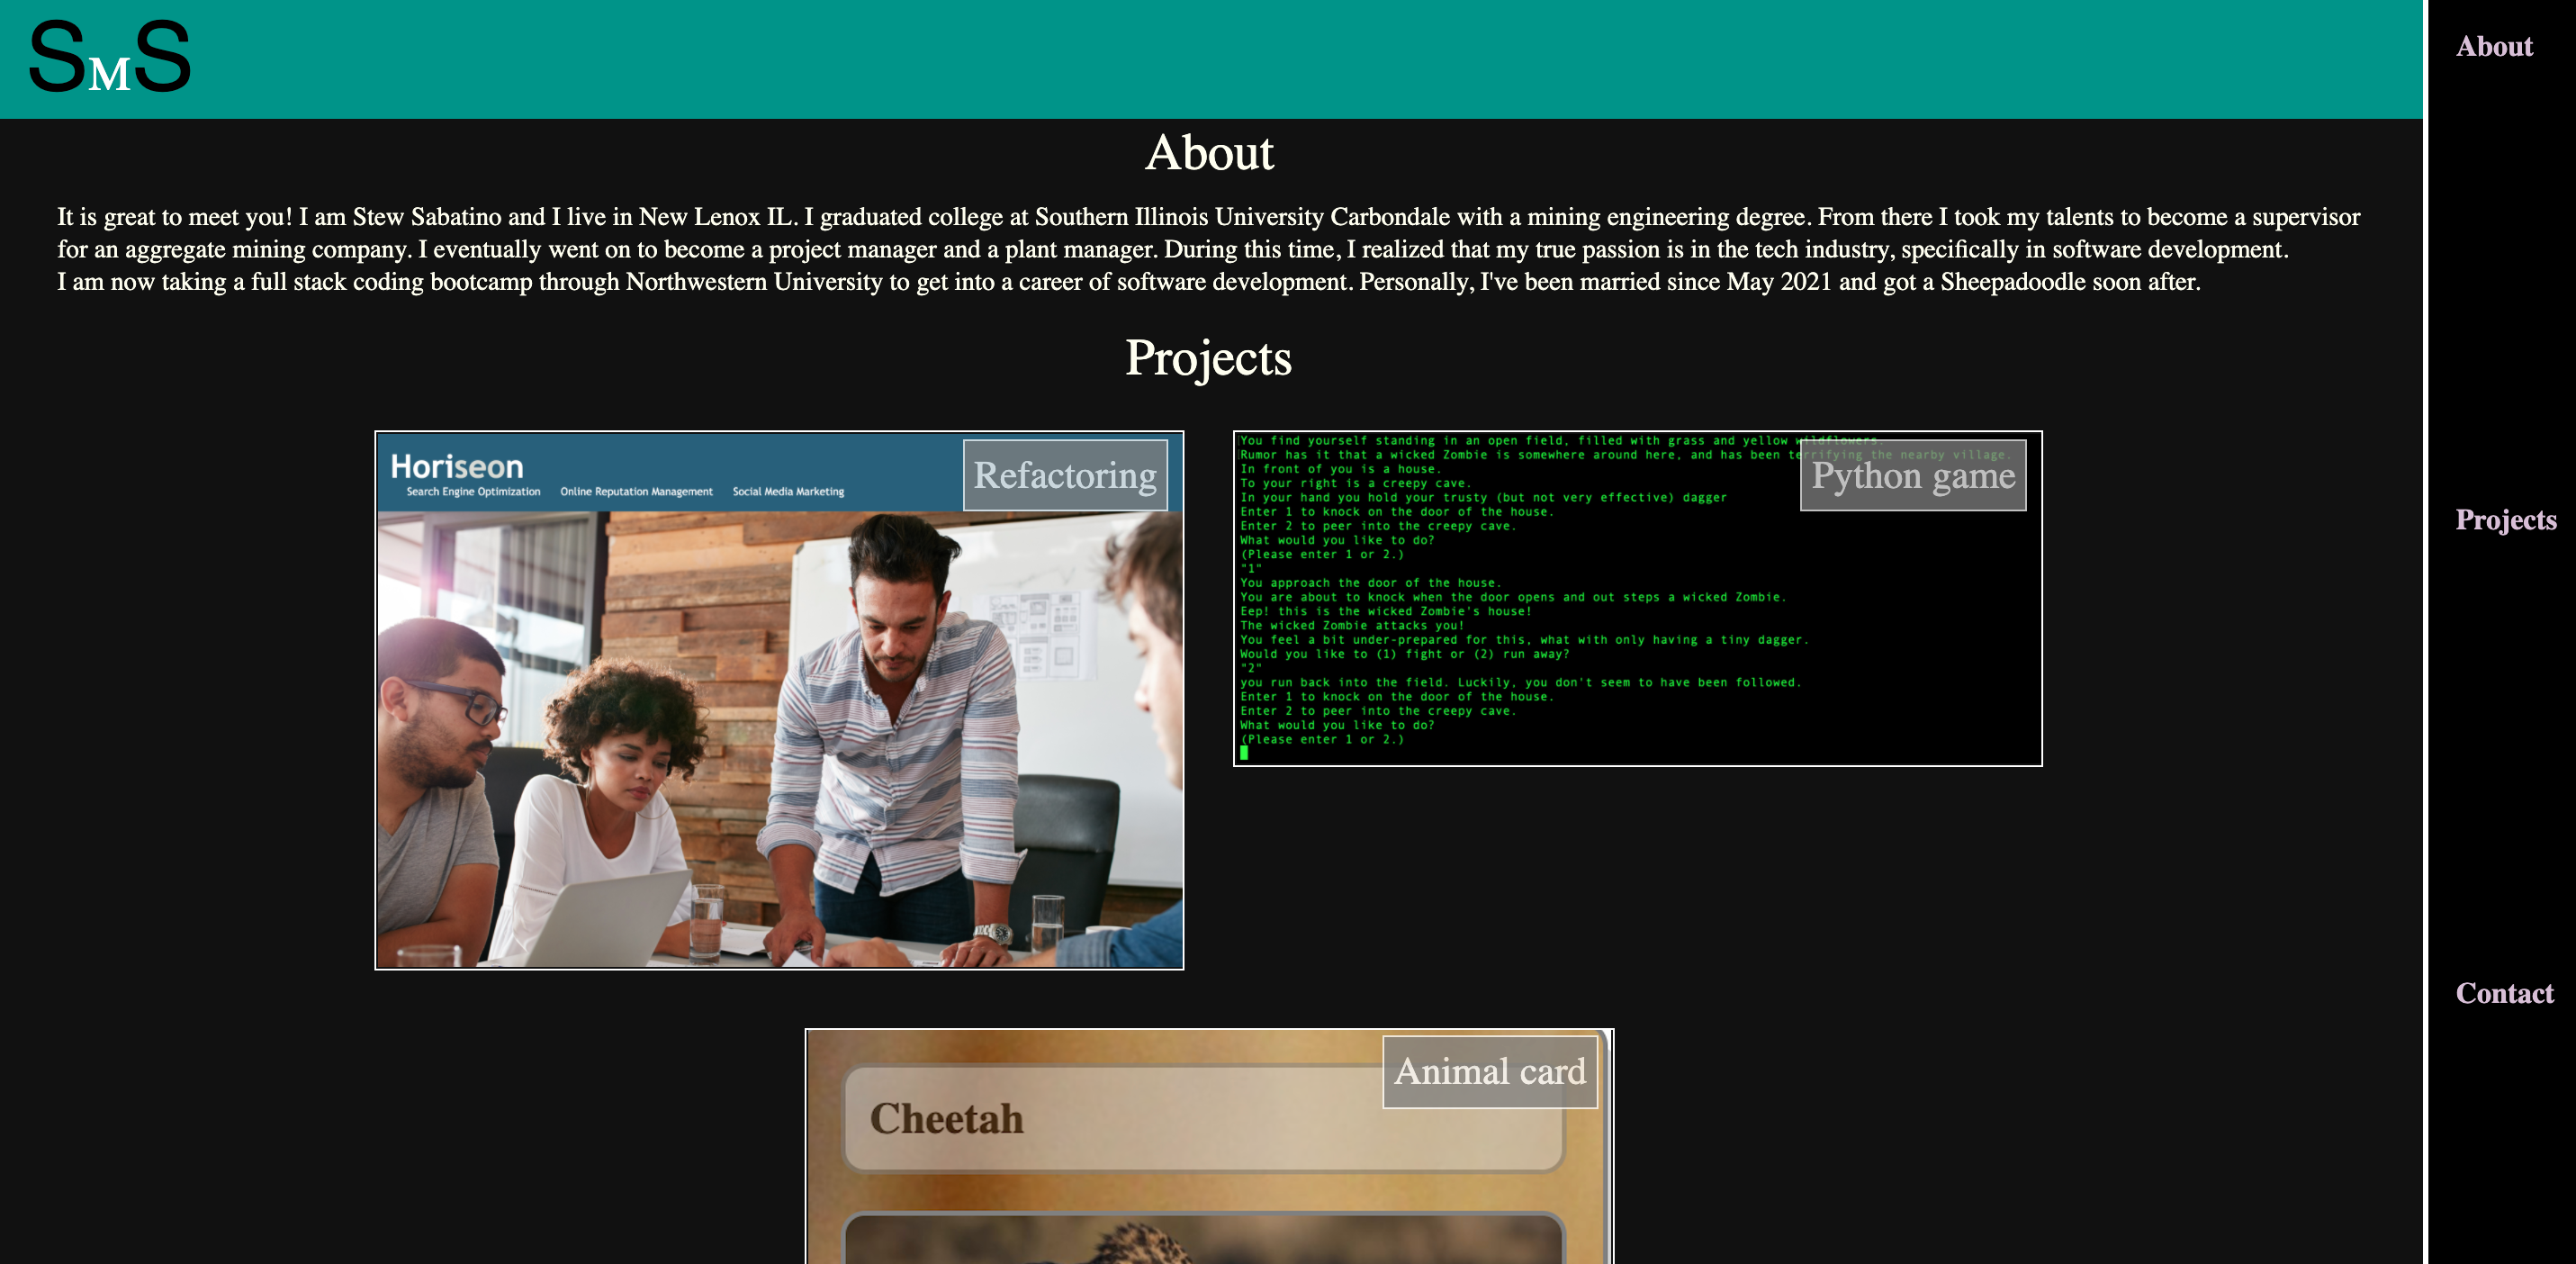 SMS
About
About
It is great to meet you! I am Stew Sabatino and I live in New Lenox IL. I graduated college at Southern Illinois University Carbondale with a mining engineering degree. From there I took my talents to become a supervisor
for an aggregate mining company. I eventually went on to become a project manager and a plant manager. During this time, I realized that my true passion is in the tech industry, specifically in software development.
I am now taking a full stack coding bootcamp through Northwestern University to get into a career of software development. Personally, I've been married since May 2021 and got a Sheepadoodle soon after.
Projects
Horiseon
Search Engine Optimization Online Reputation Management Social Media Marketing
Refactoring
You find yourself standing in an open field, filled with grass and yellow wildflowers.
Rumor has it that a wicked Zombie is somewhere around here, and has been terrifying the nearby village.
In front of you is a house.
To your right is a creepy cave.
In your hand you hold your trusty (but not very effective) dagger
Enter 1 to knock on the door of the house.
Enter 2 to peer into the creepy cave.
What would you like to do?
(Please enter 1 or 2.)
"1"
You approach the door of the house.
You are about to knock when the door opens and out steps a wicked Zombie.
Eep! this is the wicked Zombie's house!
The wicked Zombie attacks you!
You feel a bit under-prepared for this, what with only having a tiny dagger.
Would you like to (1) fight or (2) run away?
"2"
you run back into the field. Luckily, you don't seem to have been followed.
Enter 1 to knock on the door of the house.
Enter 2 to peer into the creepy cave.
What would you like to do?
(Please enter 1 or 2.)
Python game
Projects
Contact
Animal card
Cheetah